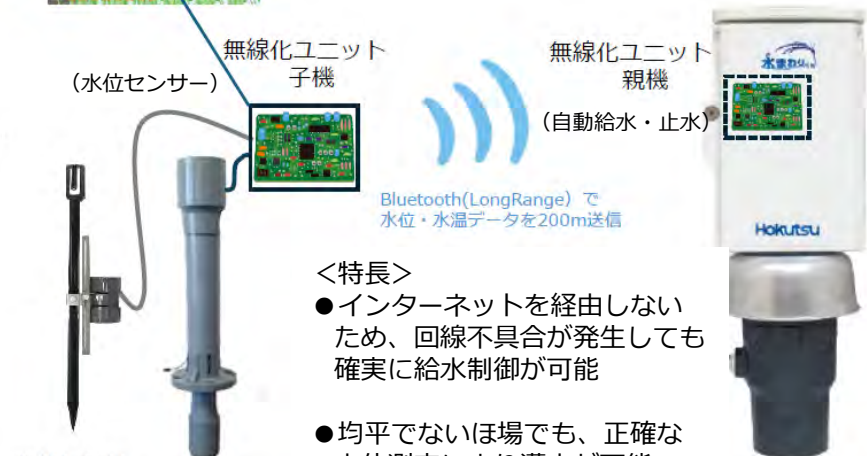 無線化ユニット
子機
（水位センサー）
無線化ユニット
親機
（自動給水・止水）
水まわりくん
Bluetooth(LongRange）で
水位・水温データを200m送信
Hokutsu
＜特長＞
●インターネットを経由しない
ため、回線不具合が発生しても
確実に給水制御が可能
●均平でないほ場でも、正確な